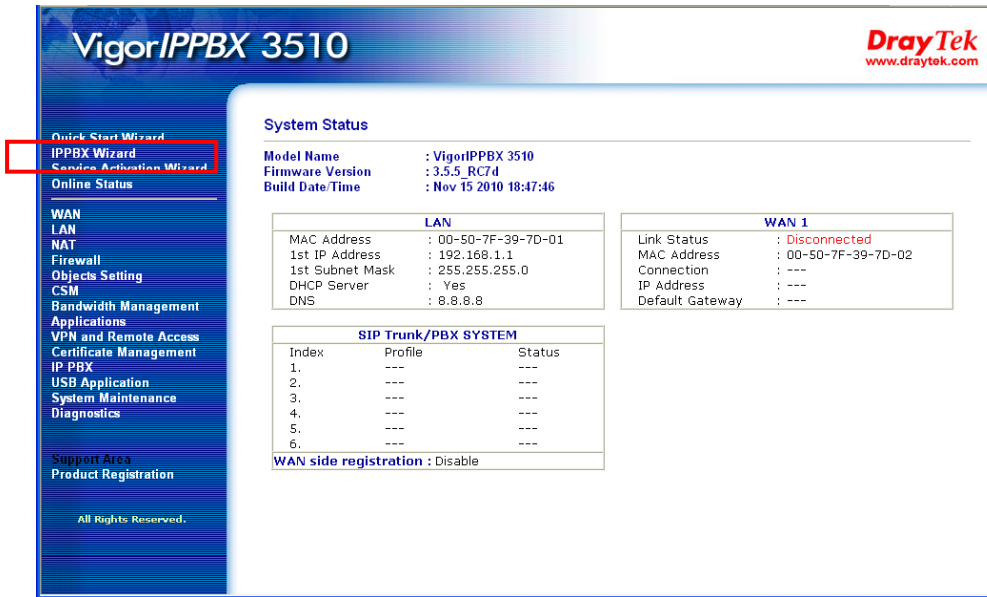 VigorIPPBX 3510
DrayTek
www.draytek.com
Quick Start Wizard
IPPBX Wizard
Service Activation Wizard
Online Status
WAN
LAN
NAT
Firewall
Objects Setting
CSM
Bandwidth Management
Applications
VPN and Remote Access
Certificate Management
IP PBX
USB Application
System Maintenance
Diagnostics
Support Area
Product Registration
All Rights Reserved.
System Status
Model Name : VigorIPPBX 3510
Firmware Version : 3.5.5_RC7d
Build Date/Time : Nov 15 2010 18:47:46
LAN
MAC Address : 00-50-7F-39-7D-01
1st IP Address : 192.168.1.1
1st Subnet Mask : 255.255.255.0
DHCP Server : Yes
DNS : 8.8.8.8
WAN 1
Link Status : Disconnected
MAC Address : 00-50-7F-39-7D-02
Connection : ---
IP Address : ---
Default Gateway : ---
SIP Trunk/PBX SYSTEM
Index Profile Status
1. --- ---
2. --- ---
3. --- ---
4. --- ---
5. --- ---
6. --- ---
WAN side registration : Disable